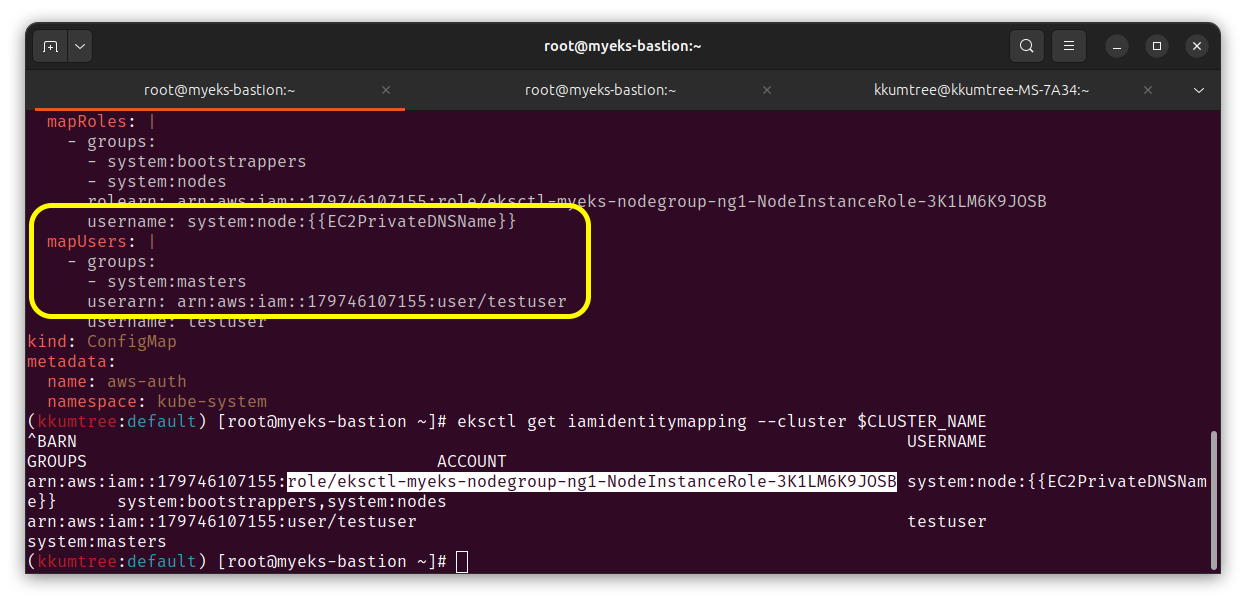 root@myeks-bastion:~
root@myeks-bastion:~ root@myeks-bastion:~ kkumtree@kkumtree-MS-7A34:~
mapRoles: |
- groups:
- system:bootstrappers
- system:nodes
rolearn: arn:aws:iam::179746107155:role/eksctl-myeks-nodegroup-ng1-NodeInstanceRole-3K1LM6K9JOSB
username: system:node:{{EC2PrivateDNSName}}
mapUsers: |
- groups:
- system:masters
userarn: arn:aws:iam::179746107155:user/testuser
username: testuser
kind: ConfigMap
metadata:
name: aws-auth
namespace: kube-system
(kkumtree:default) [root@myeks-bastion ~]# eksctl get iamidentitymapping --cluster $CLUSTER_NAME
^BARN USERNAME
GROUPS ACCOUNT
arn:aws:iam::179746107155:role/eksctl-myeks-nodegroup-ng1-NodeInstanceRole-3K1LM6K9JOSB system:node:{{EC2PrivateDNSNam
e}} system:bootstrappers,system:nodes
arn:aws:iam::179746107155:user/testuser testuser
system:masters
(kkumtree:default) [root@myeks-bastion ~]#